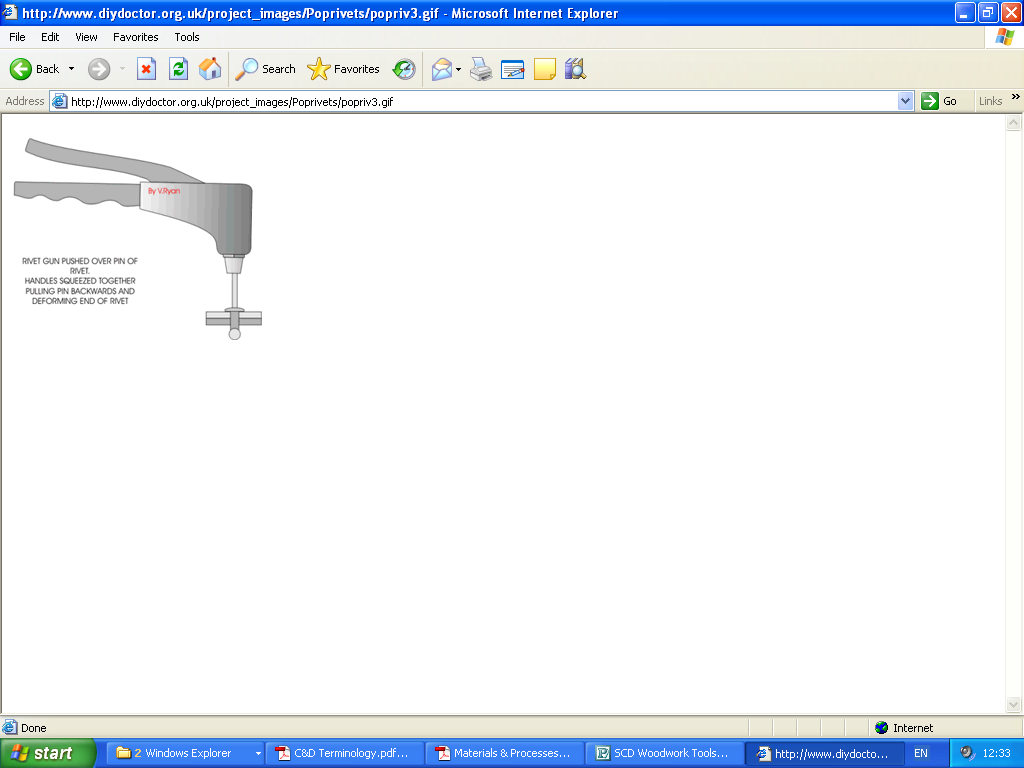 http://www.diydoctor.org.uk/project_images/Poprivets/popriv3.gif - Microsoft Internet Explorer
File Edit View Favorites Tools
Back Search Favorites
Address http://www.diydoctor.org.uk/project_images/Poprivets/popriv3.gif Go Links »
By V.Ryan
RIVET GUN PUSHED OVER PIN OF
RIVET.
HANDLES SQUEEZED TOGETHER
PULLING PIN BACKWARDS AND
DEFORMING END OF RIVET
Done Internet
start 2 Windows Explorer C&D Terminology.pdf... Materials & Processes... SCD Woodwork Tools... http://www.diydocto... EN 12:33